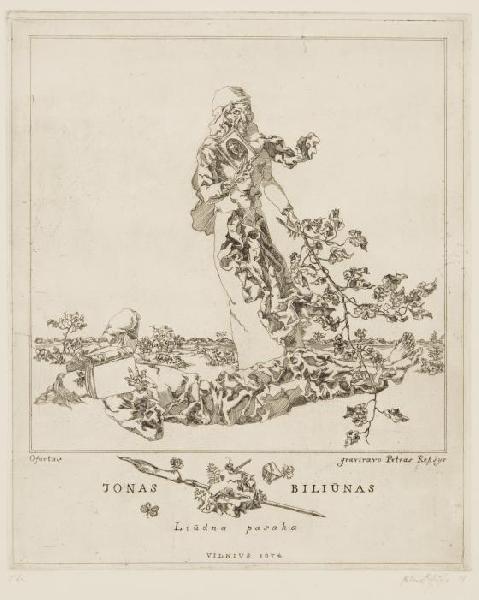 Ofortas
graviravo Petras Repšys
JONAS BILIŪNAS
Liūdna pasaka
VILNIUS 1974